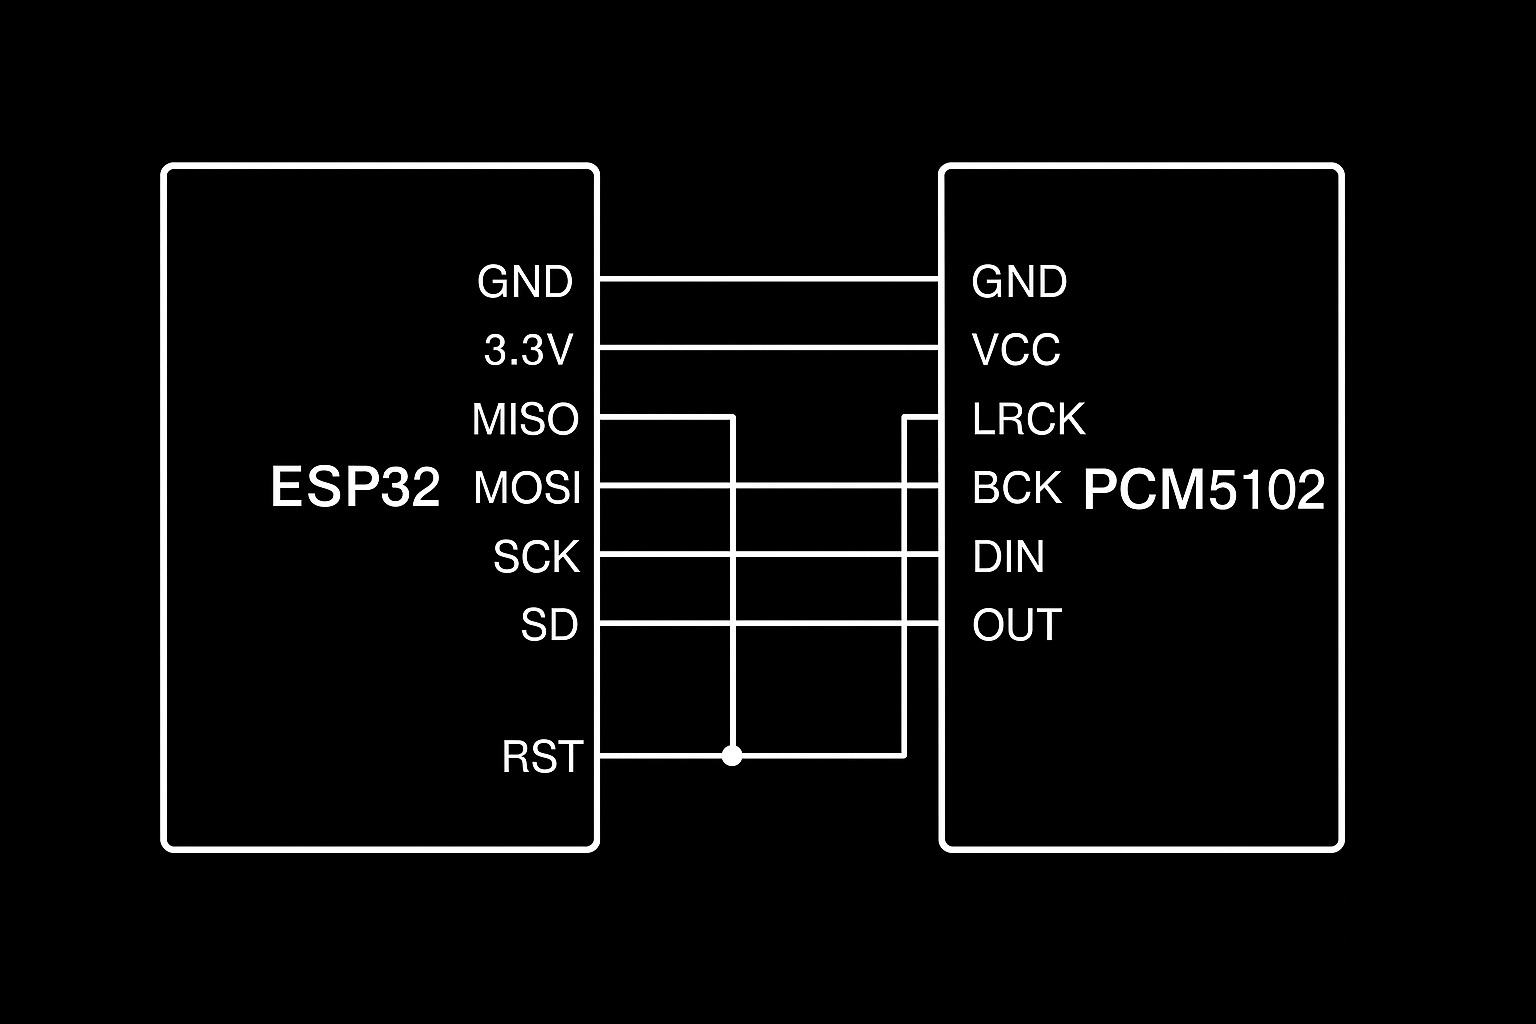 GND
3.3V
MISO
ESP32 MOSI
SCK
SD
RST
GND
VCC
LRCK
BCK PCM5102
DIN
OUT